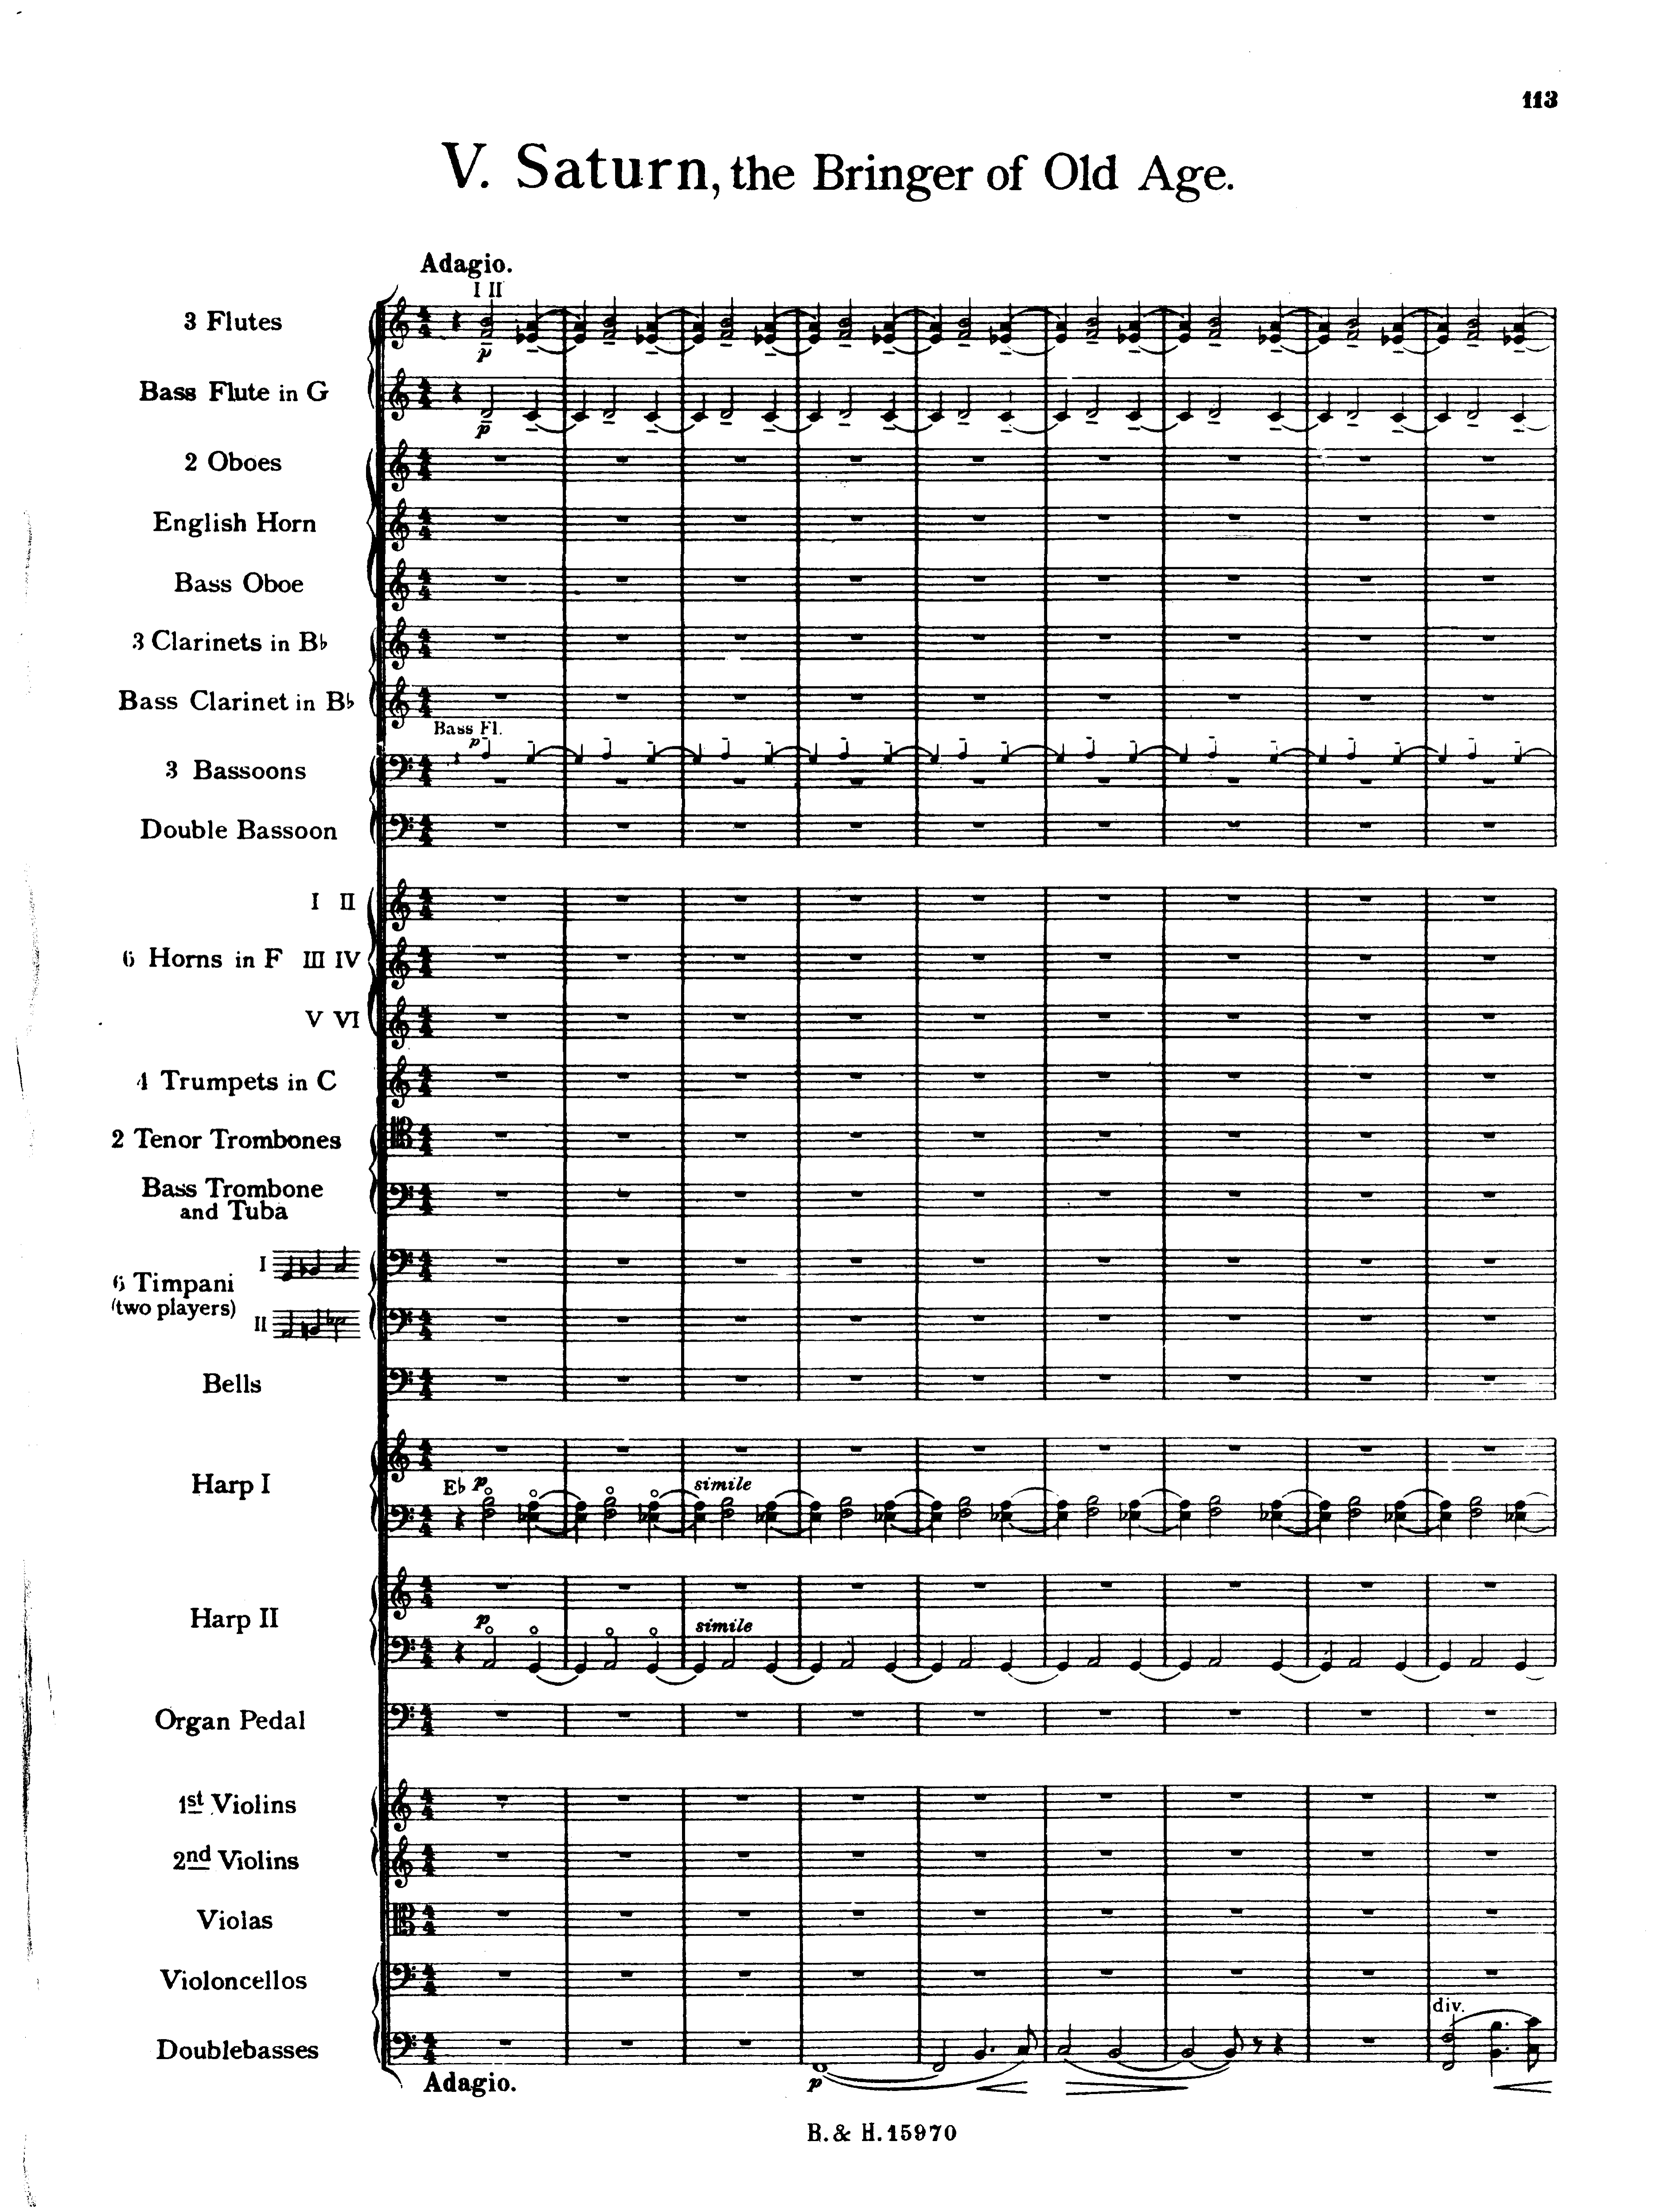 113
V. Saturn, the Bringer of Old Age.
Adagio.
I II
3 Flutes
p
Bass Flute in G
p
2 Oboes
English Horn
Bass Oboe
3 Clarinets in B♭
Bass Clarinet in B♭
Bass Fl.
p
3 Bassoons
Double Bassoon
I II
6 Horns in F III IV
V VI
4 Trumpets in C
2 Tenor Trombones
Bass Trombone
and Tuba
I
6 Timpani
(two players)
II
Bells
Harp I
E♭ p simile
Harp II
p simile
Organ Pedal
1st Violins
2nd Violins
Violas
Violoncellos
div.
Doublebasses
p
Adagio.
B. & H. 15970